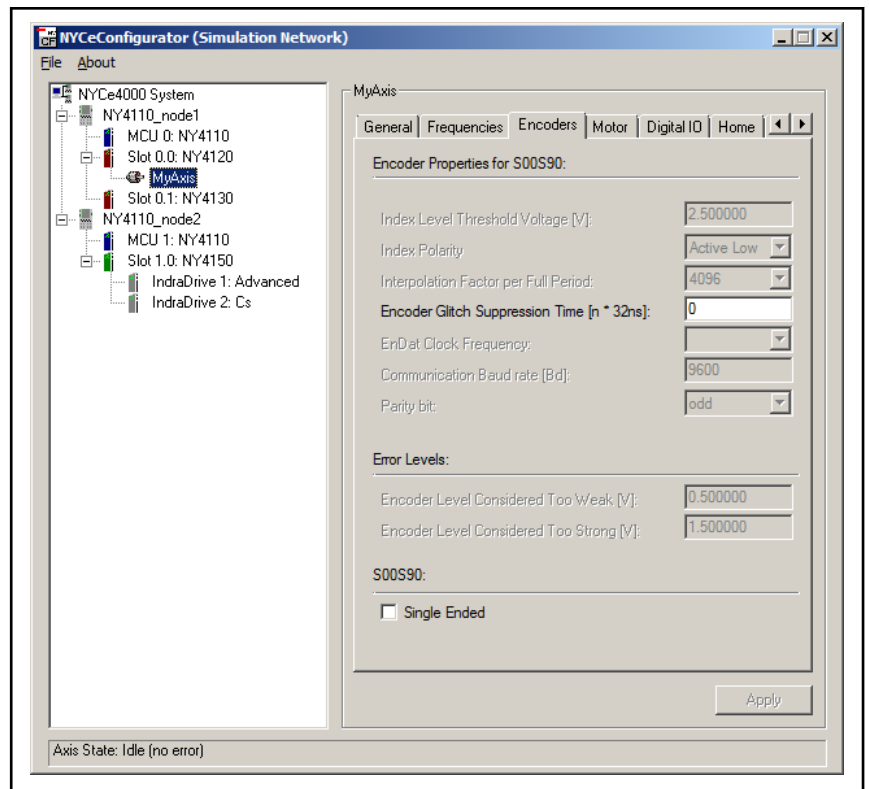 NYCeConfigurator (Simulation Network)
File About
NYCe4000 System
NY4110_node1
MCU 0: NY4110
Slot 0.0: NY4120
MyAxis
Slot 0.1: NY4130
NY4110_node2
MCU 1: NY4110
Slot 1.0: NY4150
IndraDrive 1: Advanced
IndraDrive 2: Cs
MyAxis
General Frequencies Encoders Motor Digital IO Home
Encoder Properties for S00S90:
Index Level Threshold Voltage [V]: 2.500000
Index Polarity Active Low
Interpolation Factor per Full Period: 4096
Encoder Glitch Suppression Time [n * 32ns]: 0
EnDat Clock Frequency:
Communication Baud rate [Bd]: 9600
Parity bit: odd
Error Levels:
Encoder Level Considered Too Weak [V]: 0.500000
Encoder Level Considered Too Strong [V]: 1.500000
S00S90:
Single Ended
Apply
Axis State: Idle (no error)